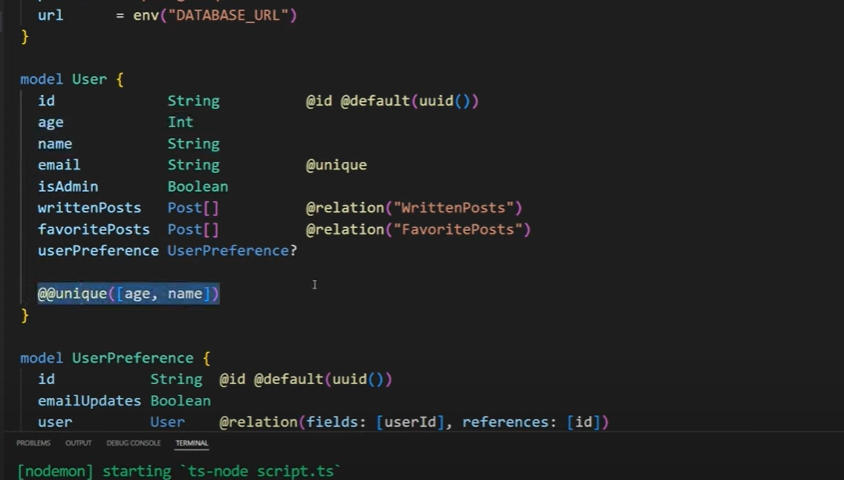 url = env("DATABASE_URL")
}
model User {
id String @id @default(uuid())
age Int
name String
email String @unique
isAdmin Boolean
writtenPosts Post[] @relation("WrittenPosts")
favoritePosts Post[] @relation("FavoritePosts")
userPreference UserPreference?
@@unique([age, name])
}
model UserPreference {
id String @id @default(uuid())
emailUpdates Boolean
user User @relation(fields: [userId], references: [id])
PROBLEMS OUTPUT DEBUG CONSOLE TERMINAL
[nodemon] starting `ts-node script.ts`